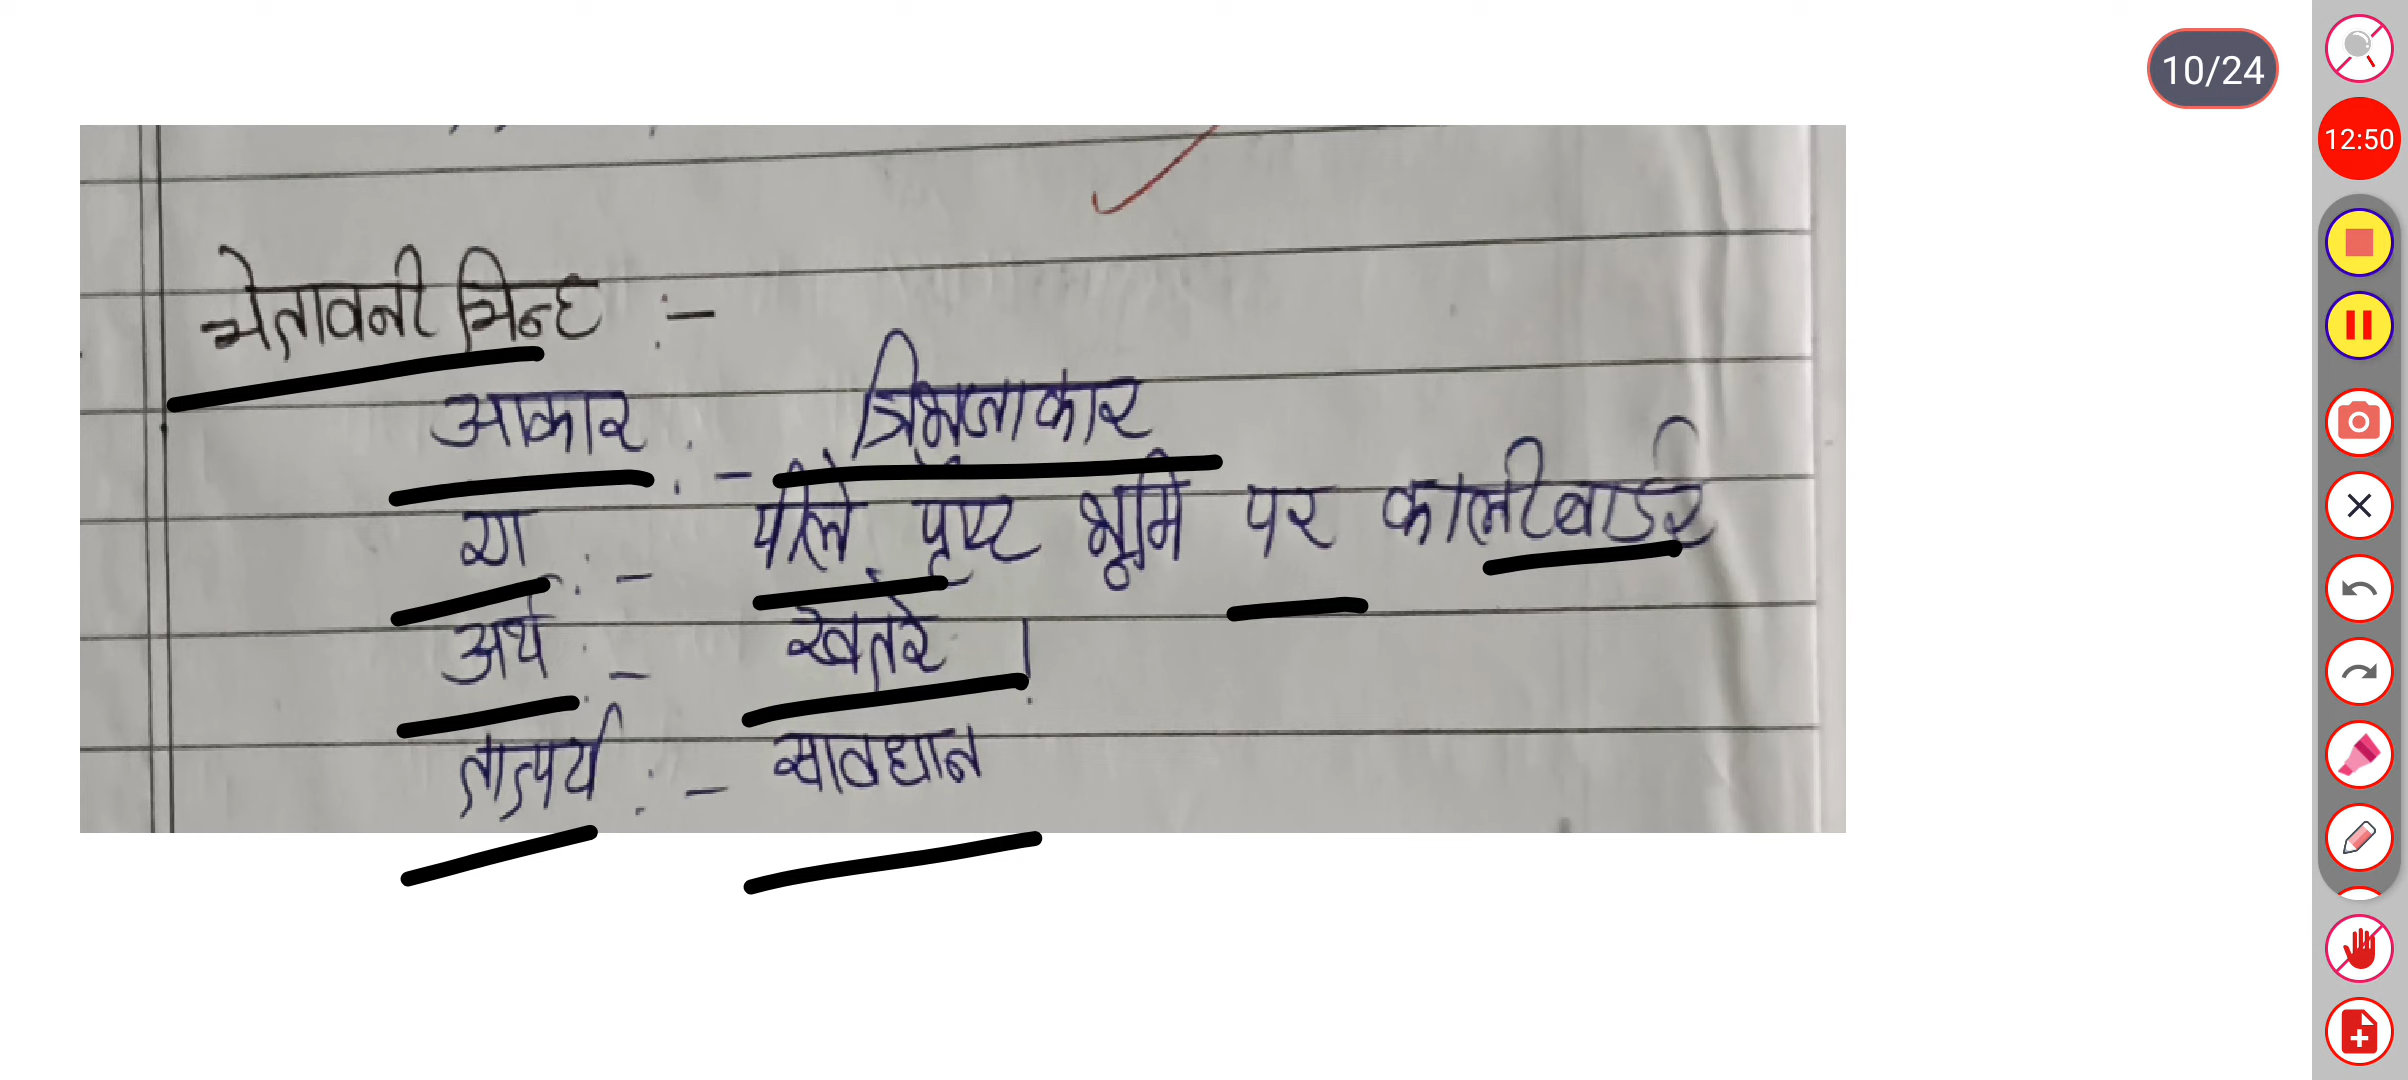 10/24
12:50
चेतावनी चिन्ह :-
आकार :- त्रिभुजाकार
रंग :- पीले पृष्ट भूमि पर काली बार्डर
अर्थ :- खतरे ।
तात्पर्य :- सावधान